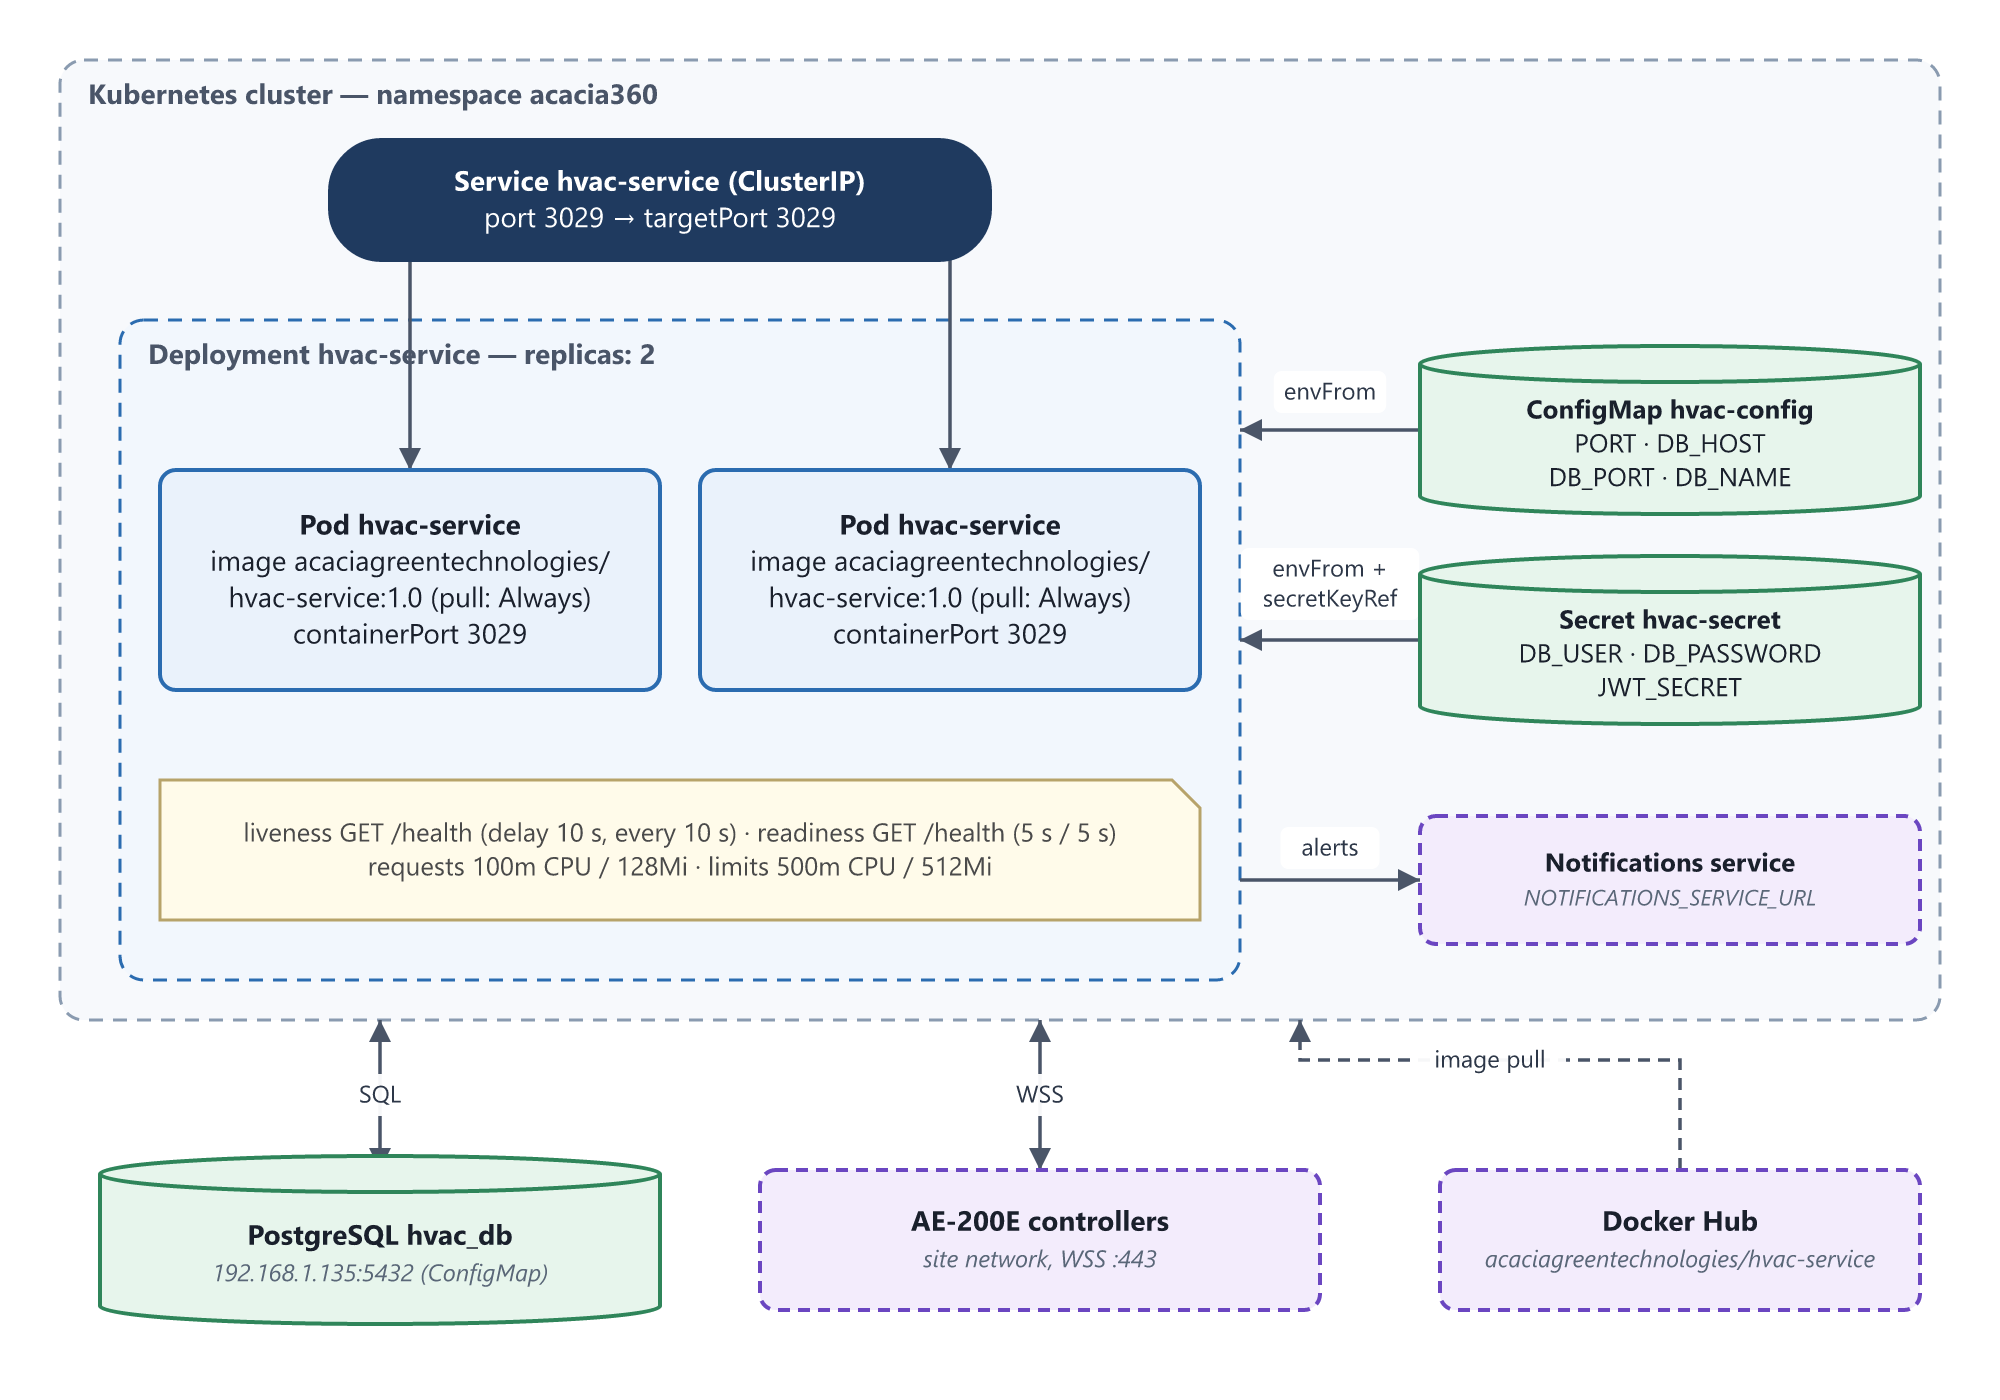 Kubernetes cluster — namespace acacia360
Service hvac-service (ClusterIP)
port 3029 → targetPort 3029
Deployment hvac-service — replicas: 2
Pod hvac-service
image acaciagreentechnologies/
hvac-service:1.0 (pull: Always)
containerPort 3029
Pod hvac-service
image acaciagreentechnologies/
hvac-service:1.0 (pull: Always)
containerPort 3029
envFrom
ConfigMap hvac-config
PORT · DB_HOST
DB_PORT · DB_NAME
envFrom +
secretKeyRef
Secret hvac-secret
DB_USER · DB_PASSWORD
JWT_SECRET
liveness GET /health (delay 10 s, every 10 s) · readiness GET /health (5 s / 5 s)
requests 100m CPU / 128Mi · limits 500m CPU / 512Mi
alerts
Notifications service
NOTIFICATIONS_SERVICE_URL
SQL
WSS
image pull
PostgreSQL hvac_db
192.168.1.135:5432 (ConfigMap)
AE-200E controllers
site network, WSS :443
Docker Hub
acaciagreentechnologies/hvac-service